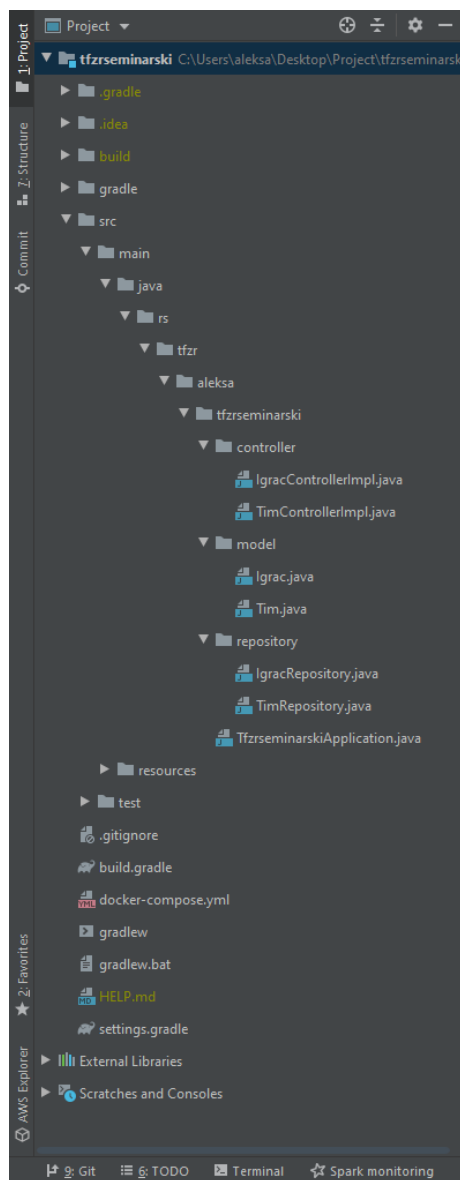 Project
tfzrseminarski C:\Users\aleksa\Desktop\Project\tfzrseminarsk
.gradle
.idea
build
gradle
src
main
java
rs
tfzr
aleksa
tfzrseminarski
controller
IgracControllerImpl.java
TimControllerImpl.java
model
Igrac.java
Tim.java
repository
IgracRepository.java
TimRepository.java
TfzrseminarskiApplication.java
resources
test
.gitignore
build.gradle
YML docker-compose.yml
gradlew
gradlew.bat
MD HELP.md
settings.gradle
External Libraries
Scratches and Consoles
1: Project
7: Structure
Commit
2: Favorites
AWS Explorer
9: Git 6: TODO Terminal Spark monitoring